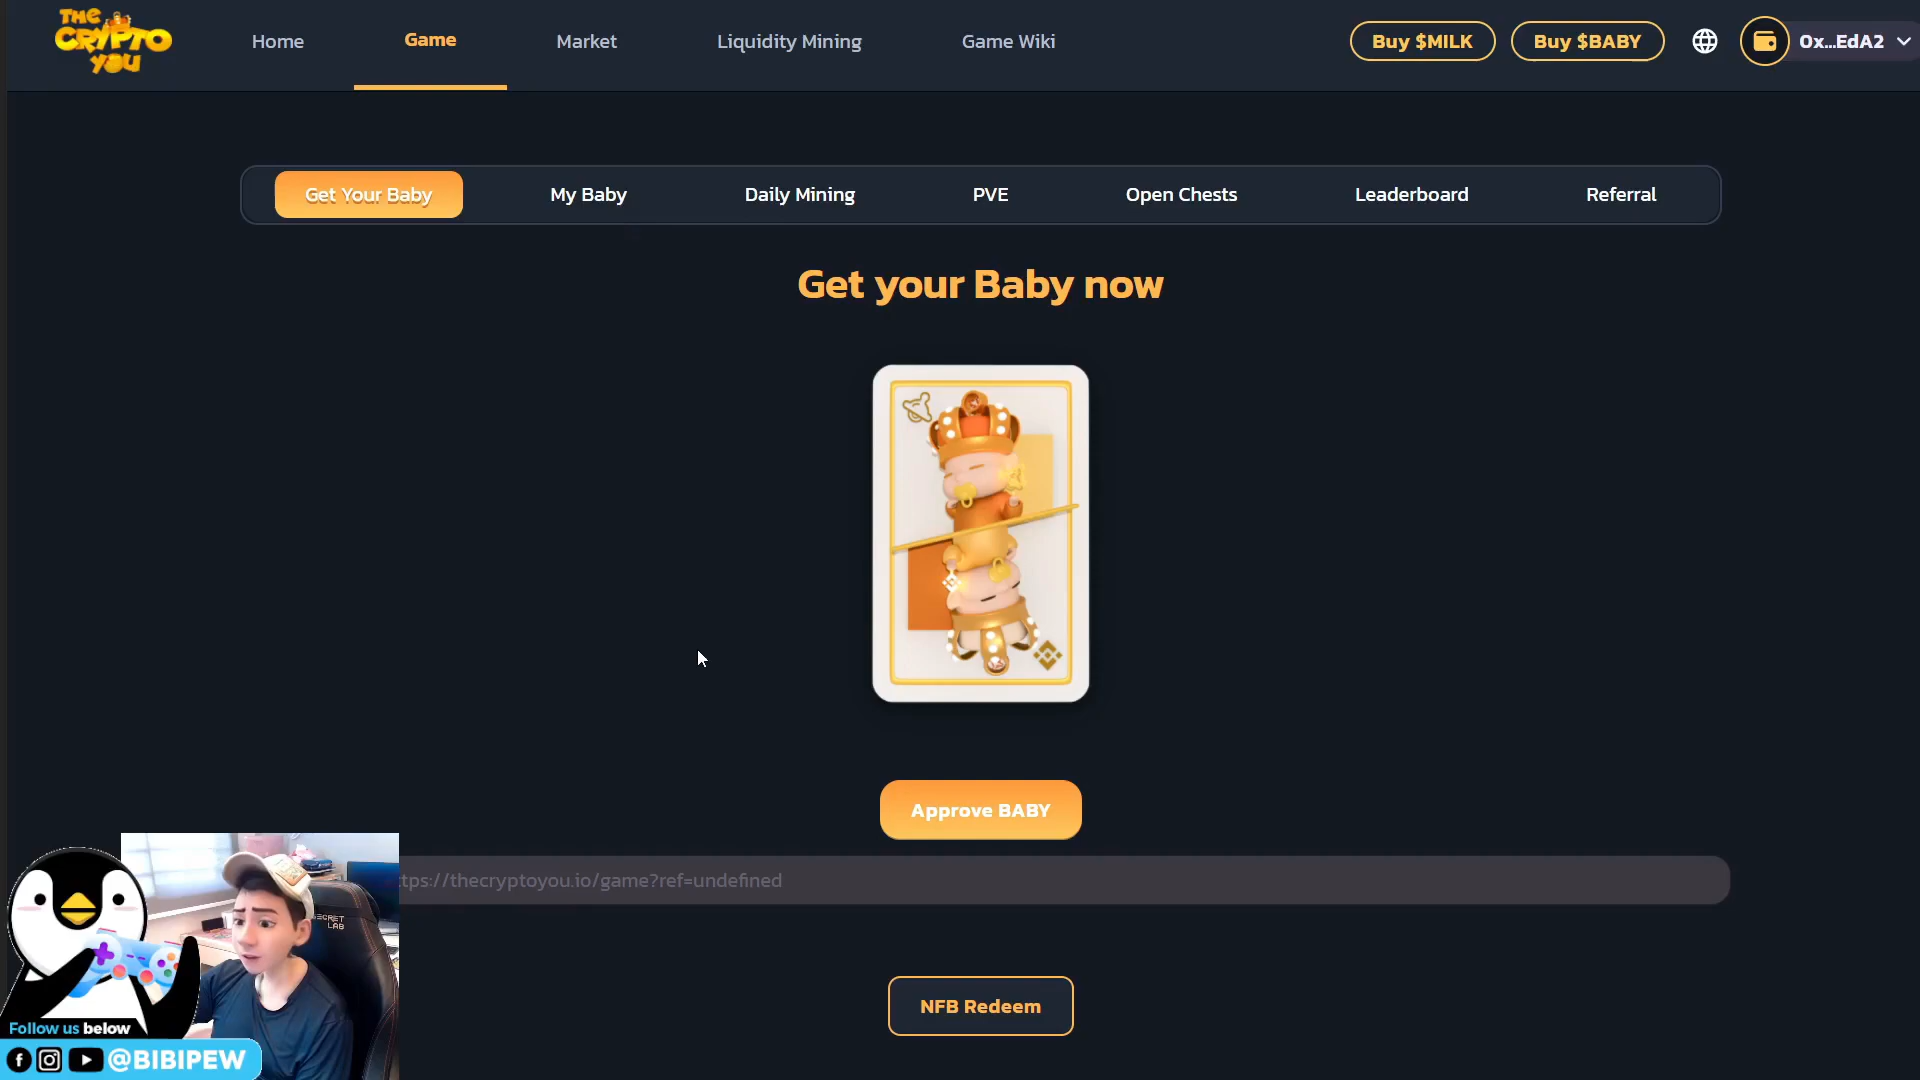 THE
CRYPTO
YOU
Home
Game
Market
Liquidity Mining
Game Wiki
Buy $MILK
Buy $BABY
0x...EdA2
Get Your Baby
My Baby
Daily Mining
PVE
Open Chests
Leaderboard
Referral
Get your Baby now
Approve BABY
tps://thecryptoyou.io/game?ref=undefined
SECRET
LAB
NFB Redeem
Follow us below
@BIBIPEW